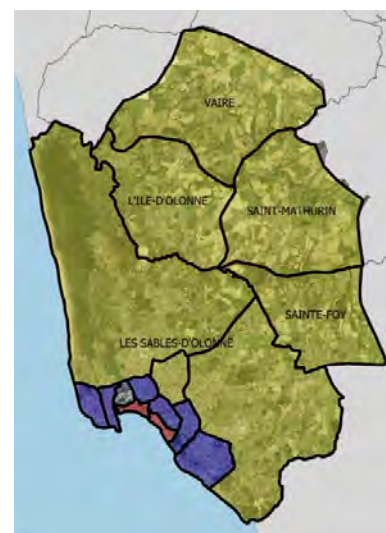 VAIRE
L'ILE-D'OLONNE
SAINT-MATHURIN
SAINTE-FOY
LES SABLES-D'OLONNE